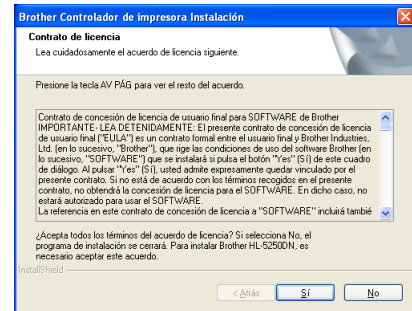 Brother Controlador de impresora Instalación
Contrato de licencia
Lea cuidadosamente el acuerdo de licencia siguiente.
Presione la tecla AV PÁG para ver el resto del acuerdo.
Contrato de concesión de licencia de usuario final para SOFTWARE de Brother
IMPORTANTE- LEA DETENIDAMENTE: El presente contrato de concesión de licencia
de usuario final ("EULA") es un contrato formal entre el usuario final y Brother Industries,
Ltd. (en lo sucesivo, "Brother"), que rige las condiciones de uso del software Brother (en
lo sucesivo, "SOFTWARE") que se instalará si pulsa el botón "Yes" (Sí) de este cuadro
de diálogo. Al pulsar "Yes" (Sí), usted admite expresamente quedar vinculado por el
presente contrato. Si no está de acuerdo con los términos recogidos en el presente
contrato, no obtendrá la concesión de licencia para el SOFTWARE. En dicho caso, no
estará autorizado para usar el SOFTWARE.
La referencia en este contrato de concesión de licencia a "SOFTWARE" incluirá tambié
¿Acepta todos los términos del acuerdo de licencia? Si selecciona No, el
programa de instalación se cerrará. Para instalar Brother HL-5250DN, es
necesario aceptar este acuerdo.
InstallShield
< Atrás
Sí
No